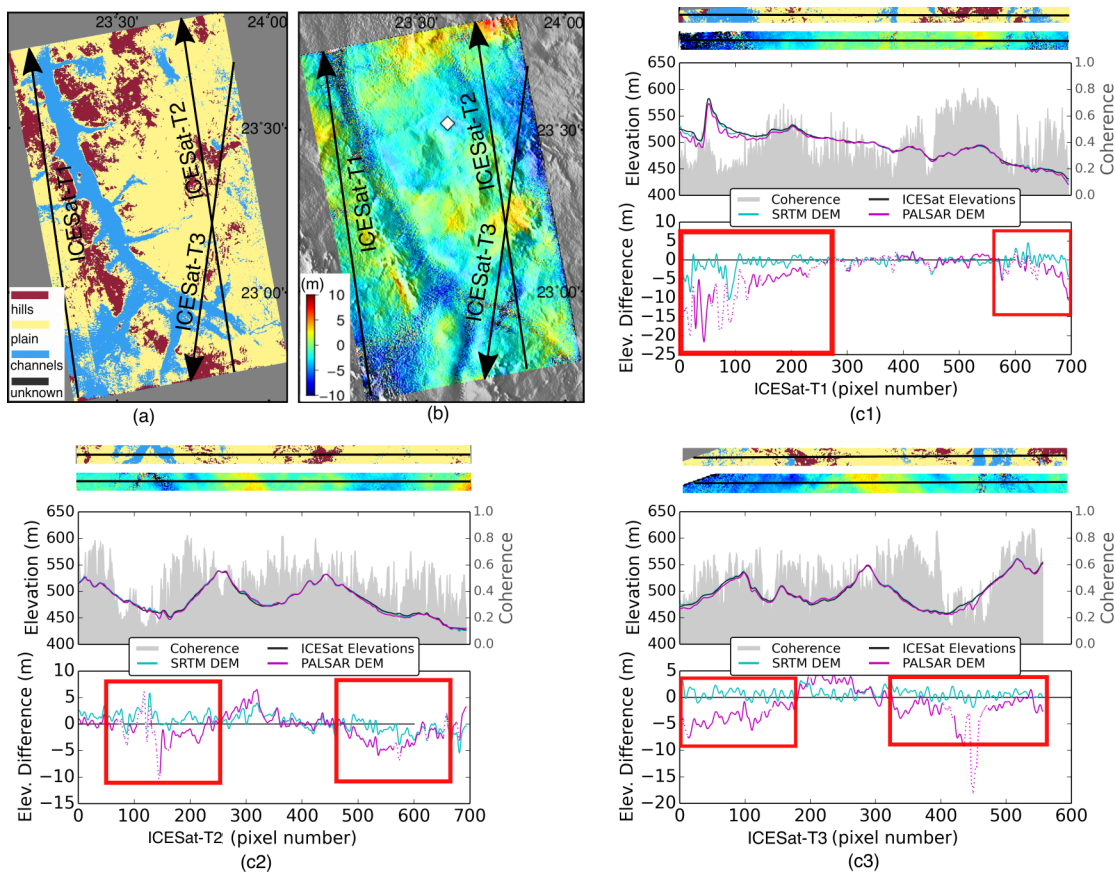 23.30 24 00
ICESat-T1
ICESat-T2
ICESat-T3
23 30
23 00
hills
plain
channels
unknown
(a)
23.30 24 00
ICESat-T1
ICESat-T2
ICESat-T3
23 30
23 00
(m)
10
5
0
−5
−10
(b)
650
600
550
500
450
400
Elevation (m)
1.0
0.8
0.6
0.4
0.2
0.0
Coherence
Coherence ICESat Elevations
SRTM DEM PALSAR DEM
10
5
0
−5
−10
−15
−20
−25
Elev. Difference (m)
0 100 200 300 400 500 600 700
ICESat-T1 (pixel number)
(c1)
650
600
550
500
450
400
Elevation (m)
1.0
0.8
0.6
0.4
0.2
0.0
Coherence
Coherence ICESat Elevations
SRTM DEM PALSAR DEM
10
5
0
−5
−10
−15
Elev. Difference (m)
0 100 200 300 400 500 600 700
ICESat-T2 (pixel number)
(c2)
650
600
550
500
450
400
Elevation (m)
1.0
0.8
0.6
0.4
0.2
0.0
Coherence
Coherence ICESat Elevations
SRTM DEM PALSAR DEM
5
0
−5
−10
−15
−20
Elev. Difference (m)
0 100 200 300 400 500 600
ICESat-T3 (pixel number)
(c3)